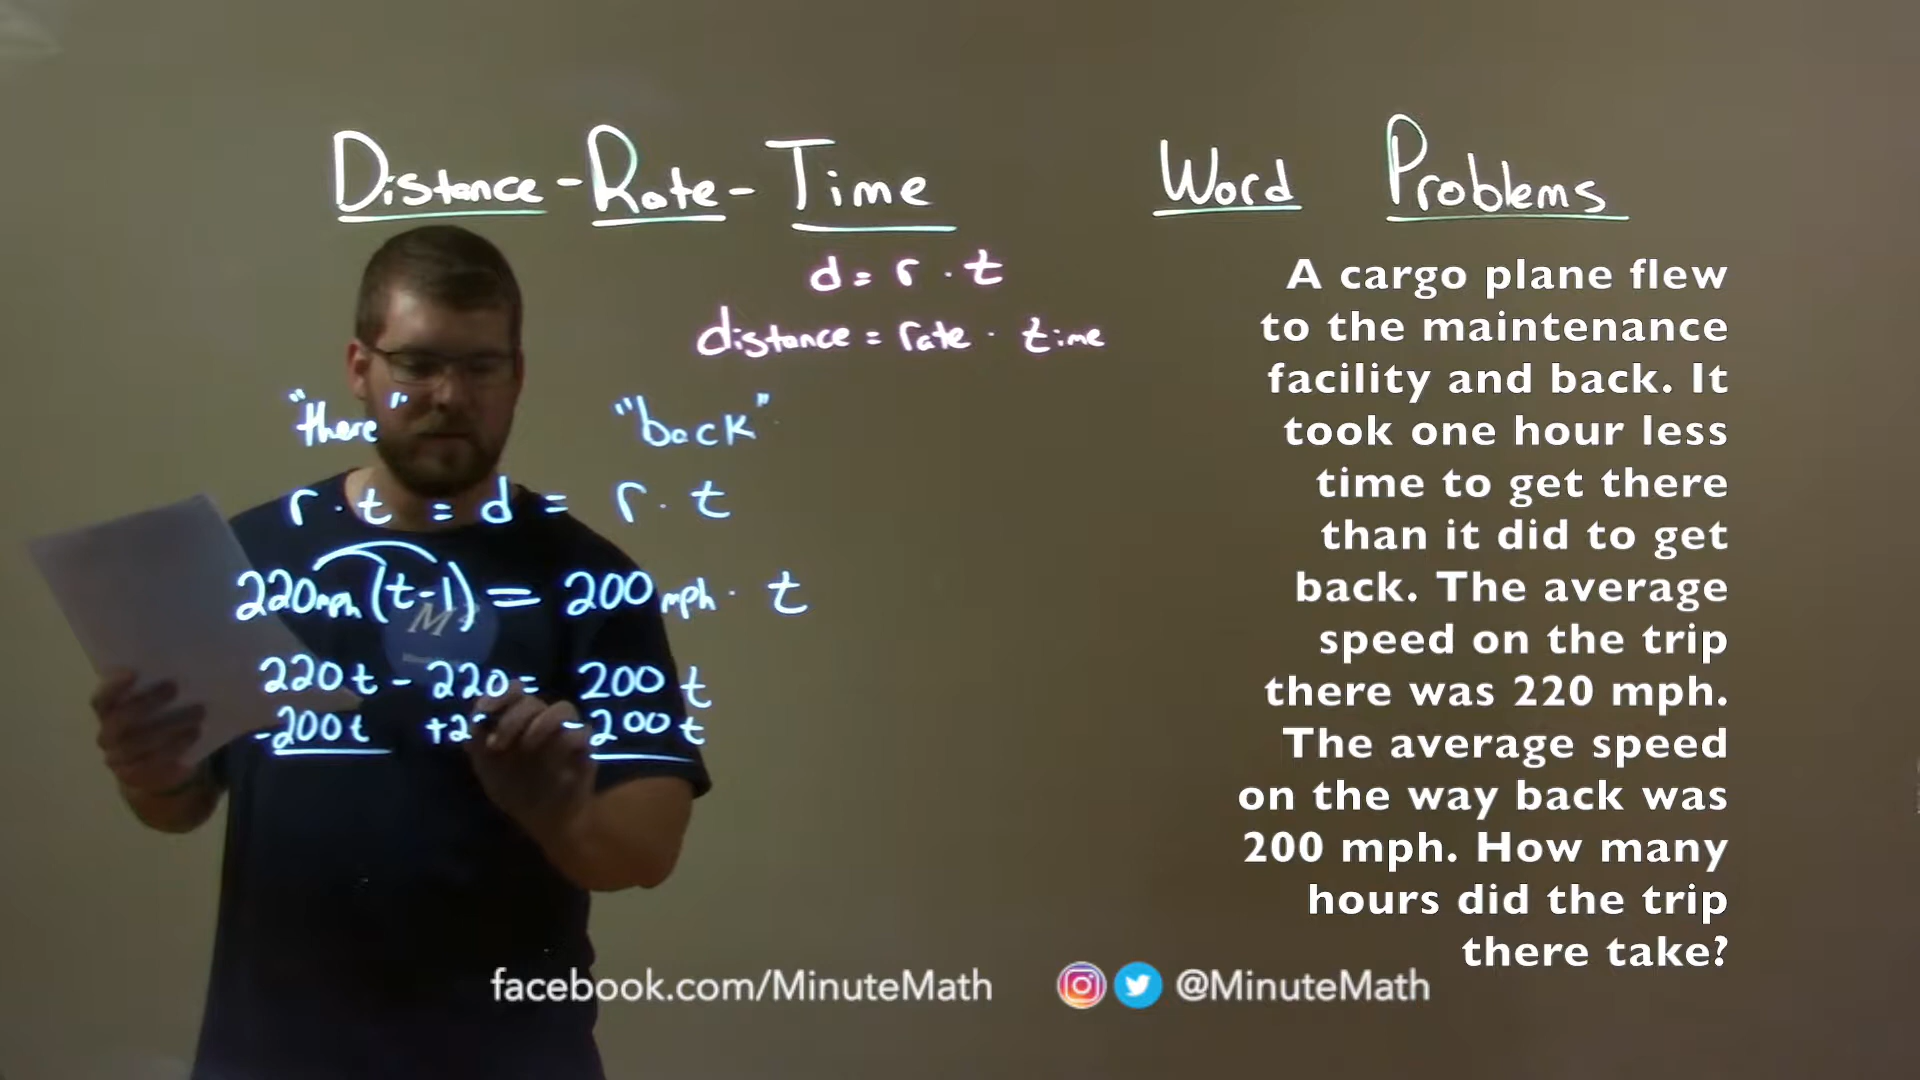 Distance-Rate-Time Word Problems
d = r · t
distance = rate · time
"there" "back"
r · t = d = r · t
220mph (t-1) = 200mph · t
220t - 220 = 200t
-200t +22 -200t
A cargo plane flew
to the maintenance
facility and back. It
took one hour less
time to get there
than it did to get
back. The average
speed on the trip
there was 220 mph.
The average speed
on the way back was
200 mph. How many
hours did the trip
there take?
facebook.com/MinuteMath @MinuteMath